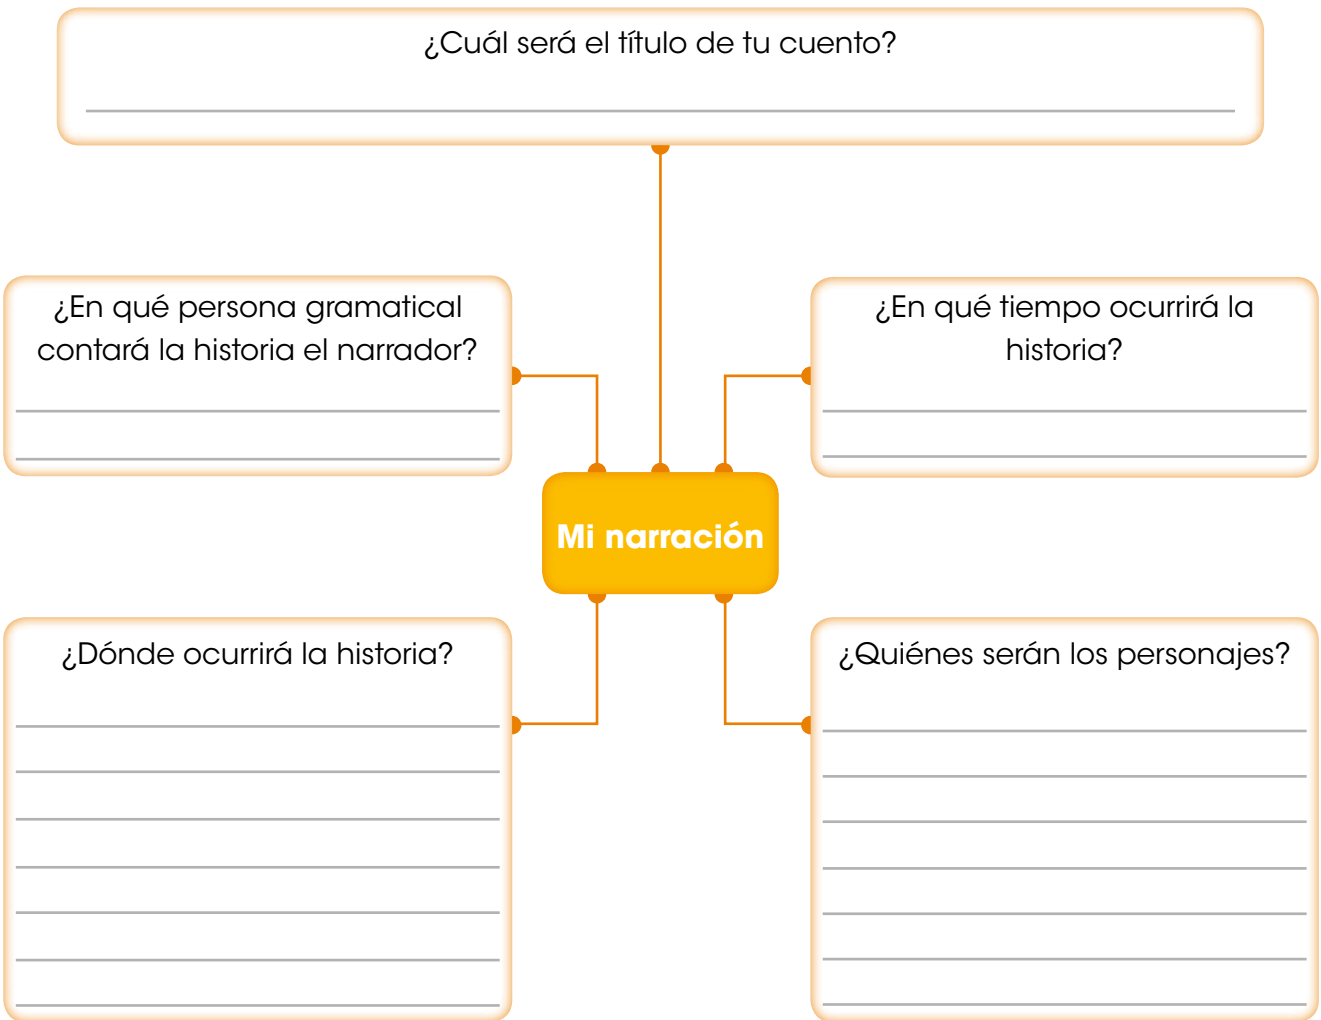 ¿Cuál será el título de tu cuento?
¿En qué persona gramatical
contará la historia el narrador?
¿En qué tiempo ocurrirá la
historia?
Mi narración
¿Dónde ocurrirá la historia?
¿Quiénes serán los personajes?